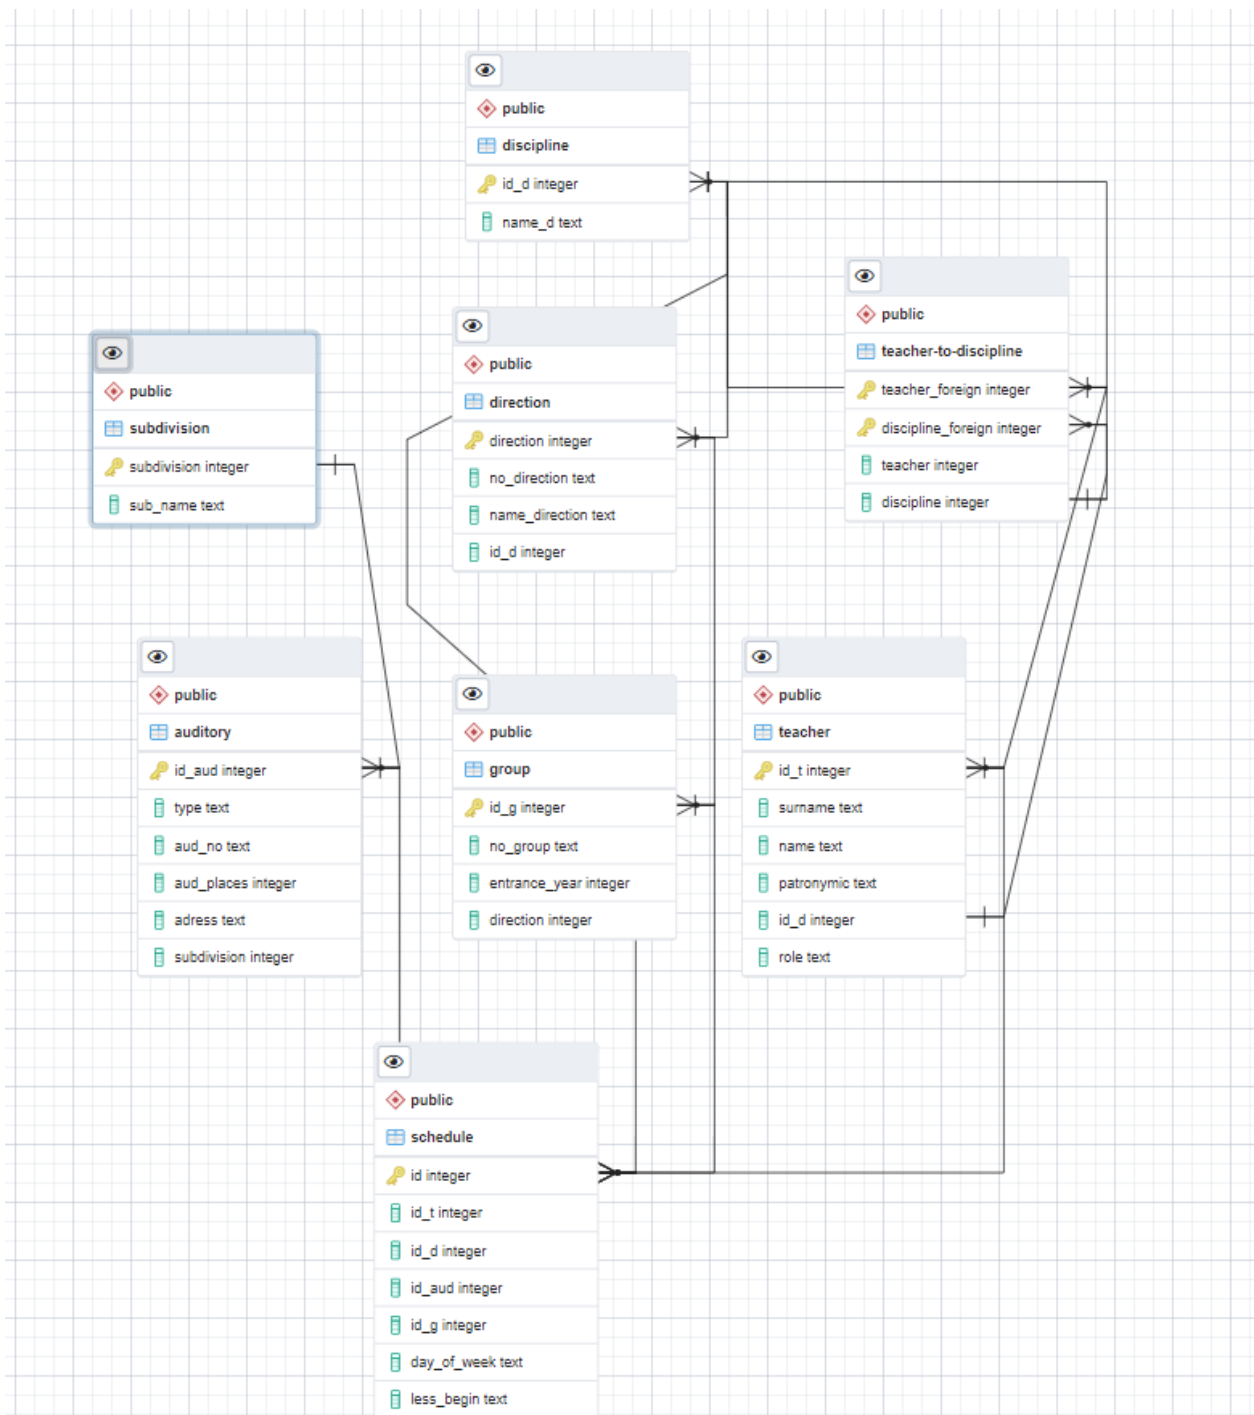 public
discipline
id_d integer
name_d text
public
teacher-to-discipline
teacher_foreign integer
discipline_foreign integer
teacher integer
discipline integer
public
direction
direction integer
no_direction text
name_direction text
id_d integer
public
subdivision
subdivision integer
sub_name text
public
auditory
id_aud integer
type text
aud_no text
aud_places integer
adress text
subdivision integer
public
group
id_g integer
no_group text
entrance_year integer
direction integer
public
teacher
id_t integer
surname text
name text
patronymic text
id_d integer
role text
public
schedule
id integer
id_t integer
id_d integer
id_aud integer
id_g integer
day_of_week text
less_begin text